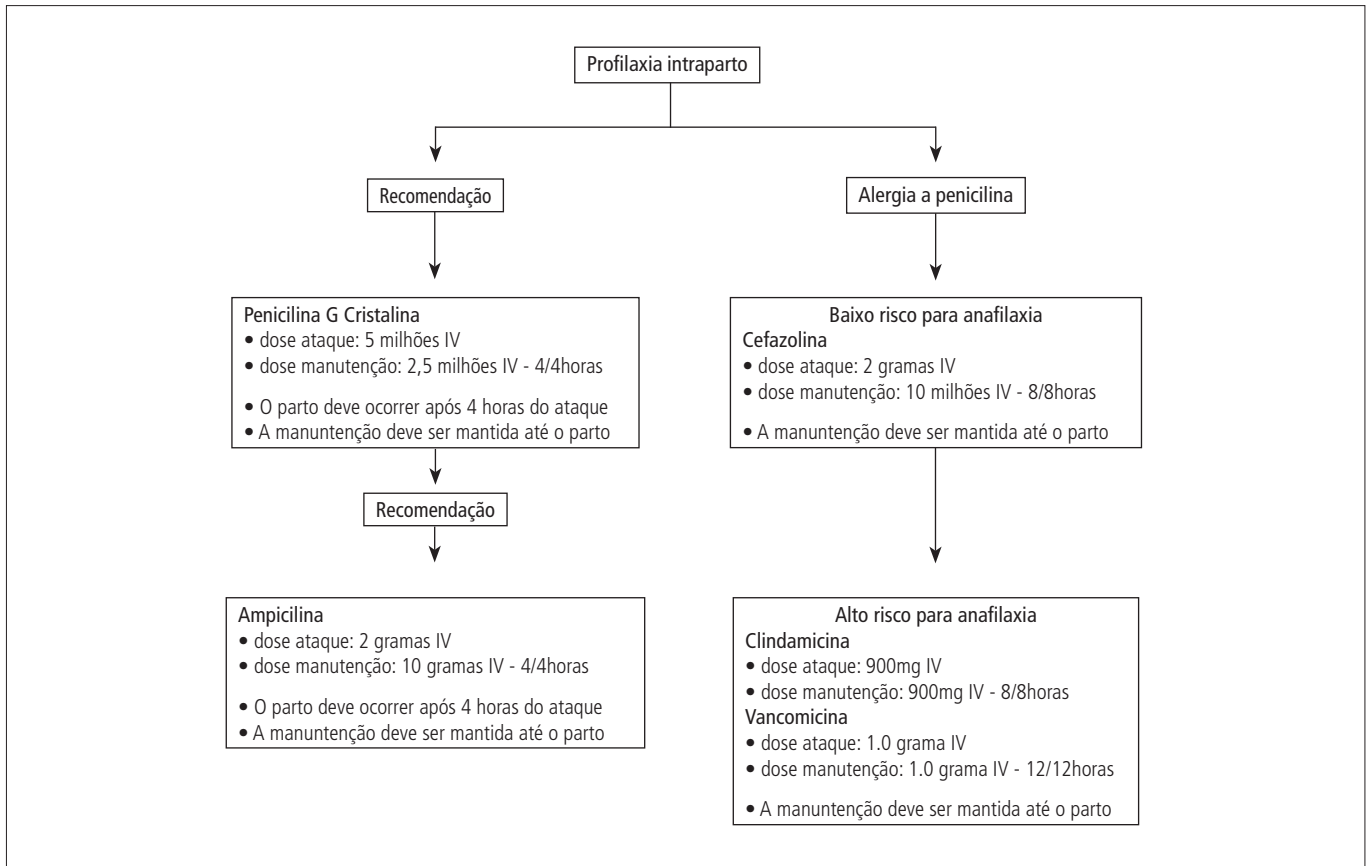 Profilaxia intraparto
Recomendação
Penicilina G Cristalina
• dose ataque: 5 milhões IV
• dose manutenção: 2,5 milhões IV - 4/4horas
• O parto deve ocorrer após 4 horas do ataque
• A manuntenção deve ser mantida até o parto
Recomendação
Ampicilina
• dose ataque: 2 gramas IV
• dose manutenção: 10 gramas IV - 4/4horas
• O parto deve ocorrer após 4 horas do ataque
• A manuntenção deve ser mantida até o parto
Alergia a penicilina
Baixo risco para anafilaxia
Cefazolina
• dose ataque: 2 gramas IV
• dose manutenção: 10 milhões IV - 8/8horas
• A manuntenção deve ser mantida até o parto
Alto risco para anafilaxia
Clindamicina
• dose ataque: 900mg IV
• dose manutenção: 900mg IV - 8/8horas
Vancomicina
• dose ataque: 1.0 grama IV
• dose manutenção: 1.0 grama IV - 12/12horas
• A manuntenção deve ser mantida até o parto